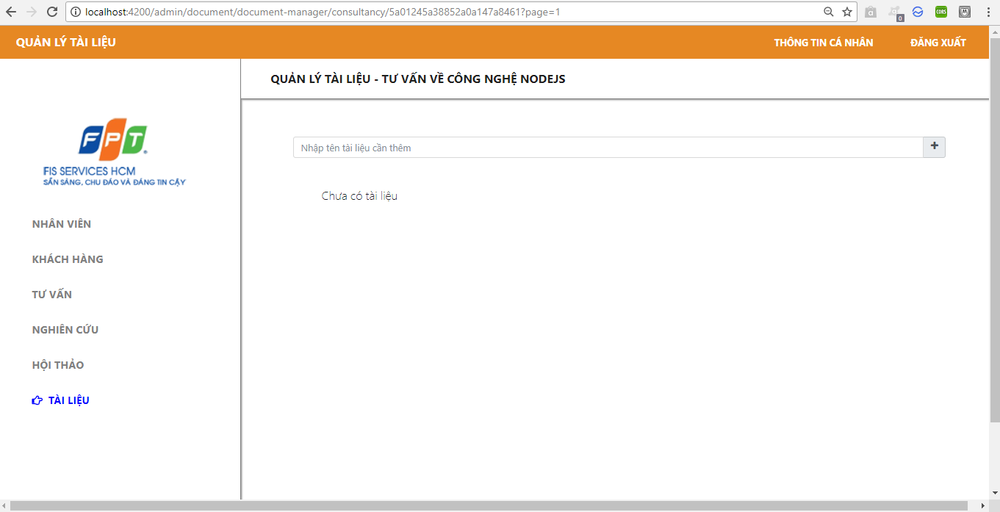 localhost:4200/admin/document/document-manager/consultancy/5a01245a38852a0a147a8461?page=1
a
0
CORS
QUẢN LÝ TÀI LIỆU
THÔNG TIN CÁ NHÂN
ĐĂNG XUẤT
QUẢN LÝ TÀI LIỆU - TƯ VẤN VỀ CÔNG NGHỆ NODEJS
FPT®
FIS SERVICES HCM
SẴN SÀNG, CHU ĐÁO VÀ ĐÁNG TIN CẬY
Nhập tên tài liệu cần thêm
+
Chưa có tài liệu
NHÂN VIÊN
KHÁCH HÀNG
TƯ VẤN
NGHIÊN CỨU
HỘI THẢO
TÀI LIỆU